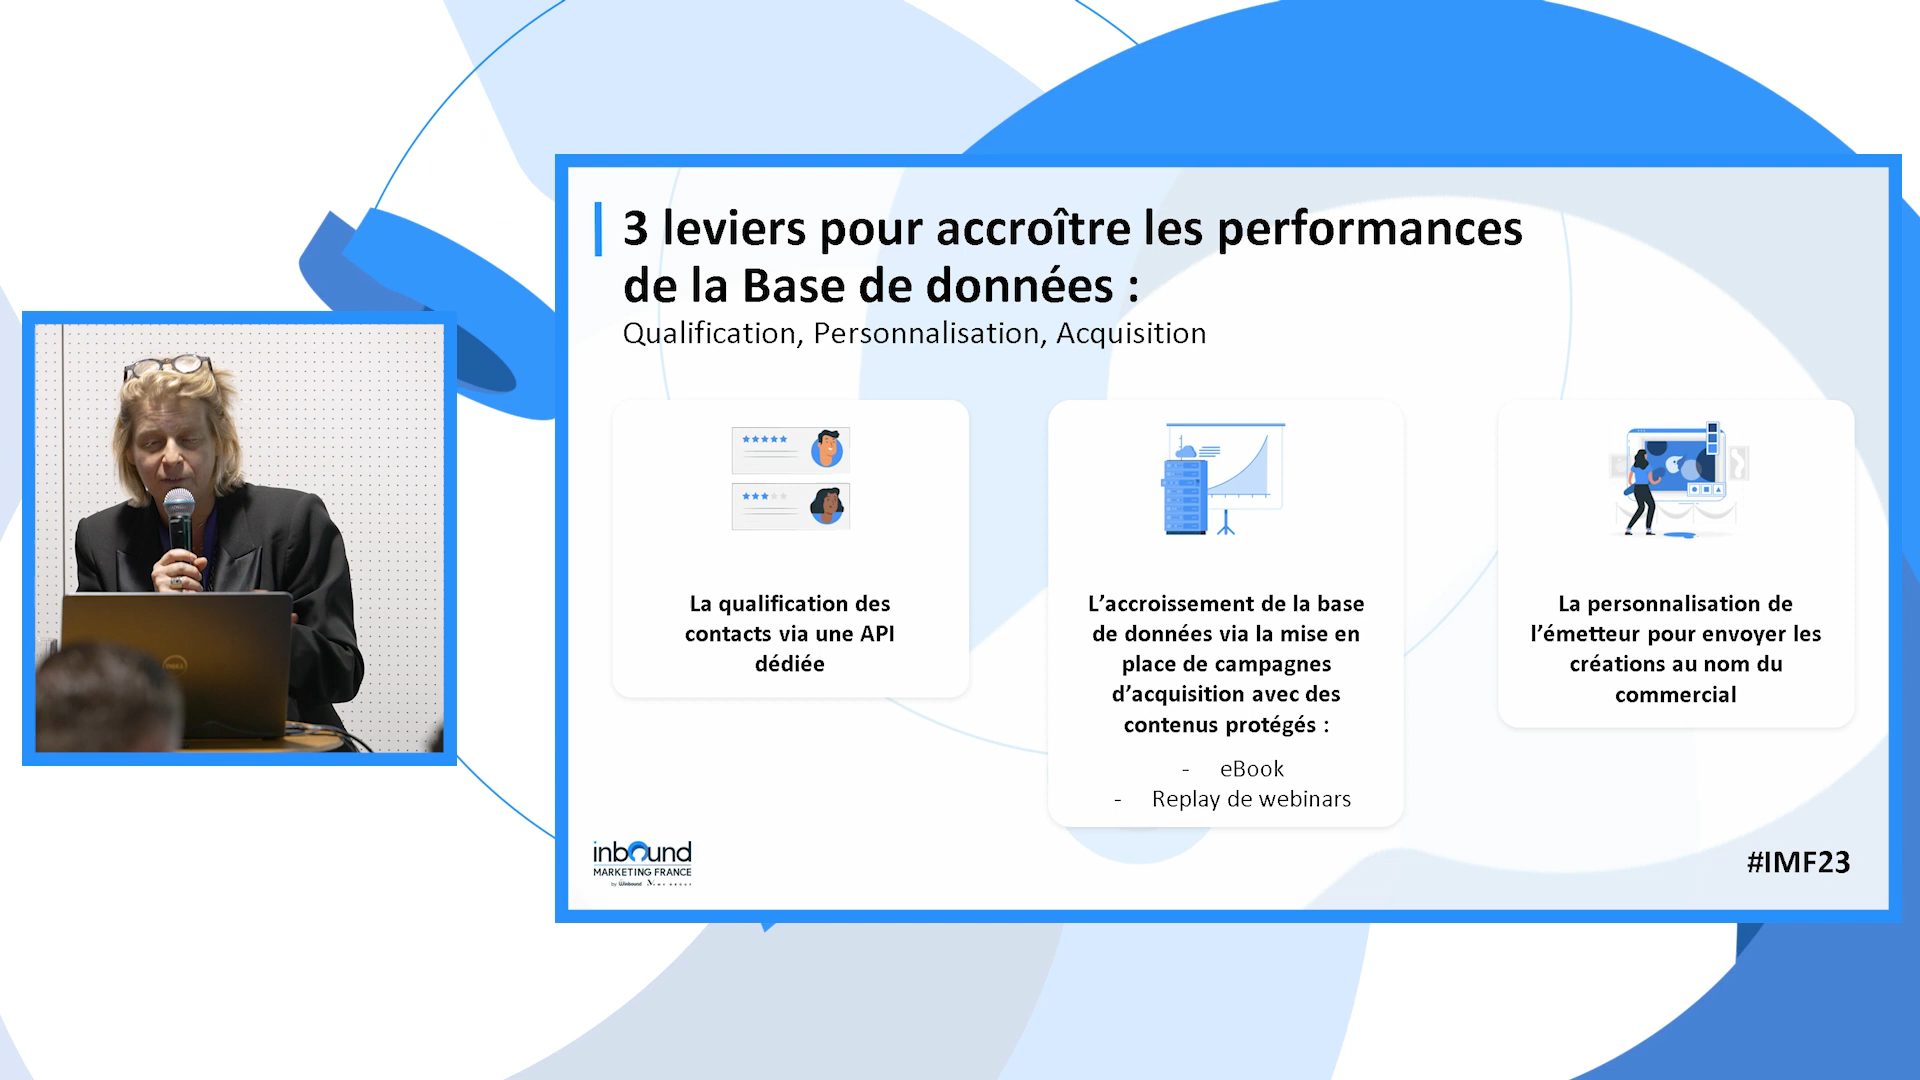 3 leviers pour accroître les performances
de la Base de données :
Qualification, Personnalisation, Acquisition
La qualification des
contacts via une API
dédiée
L’accroissement de la base
de données via la mise en
place de campagnes
d’acquisition avec des
contenus protégés :
- eBook
- Replay de webinars
La personnalisation de
l’émetteur pour envoyer les
créations au nom du
commercial
inbound
MARKETING FRANCE
by Winbound
#IMF23
DELL